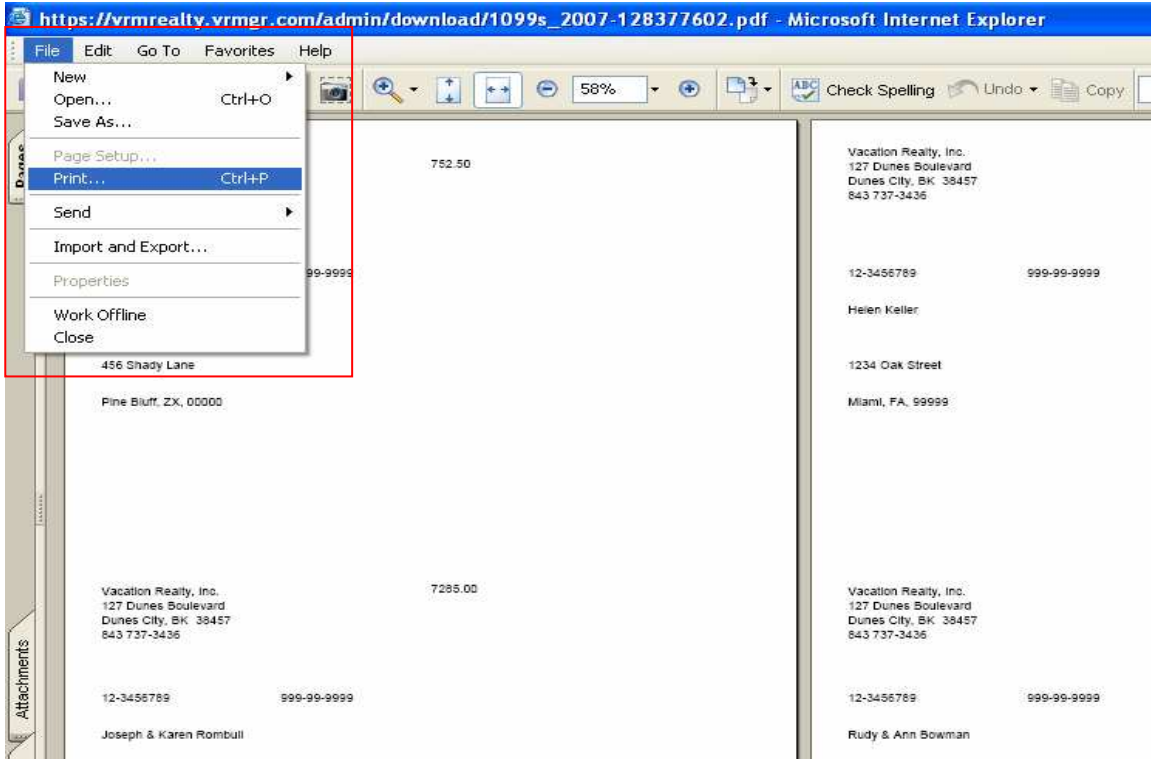 https://vrmrealty.vrmgr.com/admin/download/1099s_2007-128377602.pdf - Microsoft Internet Explorer
File Edit Go To Favorites Help
New
Open... Ctrl+O
Save As...
Page Setup...
Print... Ctrl+P
Send
Import and Export...
Properties
Work Offline
Close
58% Check Spelling Undo Copy
Pages
Attachments
752.50
99-9999
456 Shady Lane
Pine Bluff, ZX, 00000
Vacation Realty, Inc.
127 Dunes Boulevard
Dunes City, BK 38457
843 737-3436
12-3456789 999-99-9999
Helen Keller
1234 Oak Street
Miami, FA, 99999
Vacation Realty, Inc. 7285.00
127 Dunes Boulevard
Dunes City, BK 38457
843 737-3436
12-3456789 999-99-9999
Joseph & Karen Rombull
Vacation Realty, Inc.
127 Dunes Boulevard
Dunes City, BK 38457
843 737-3436
12-3456789 999-99-9999
Rudy & Ann Bowman